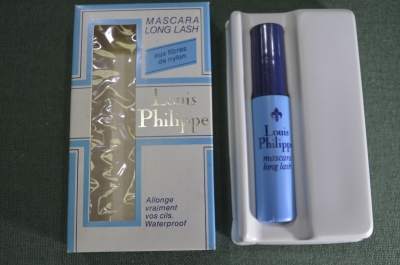 MASCARA
LONG LASH
aux fibres
de nylon
Louis
Philippe
Allonge
vraiment
vos cils.
Waterproof
Louis
Philippe
mascara
long lash